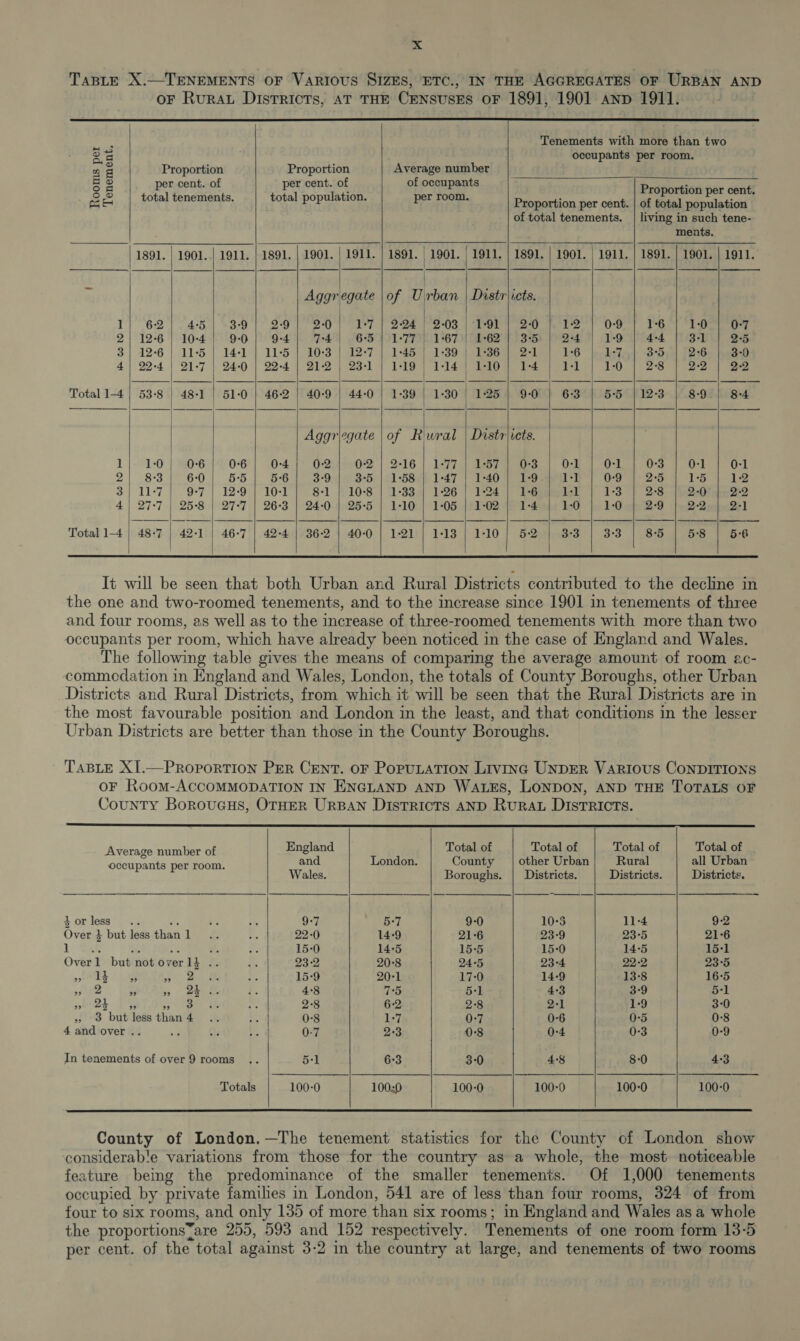 X
TABLE X.—TENEMENTS OF VARIOUS SIZES, ETC., IN THE AGGREGATES OF URBAN AND
OF RURAL DISTRICTS, AT THE CENSUSES OF 1891, 1901 AND 1911.
Rooms per Tenement. | Proportion per cent. of total tenements. | Proportion per cent. of total population. | Average number of occupants per room. | Tenements with more than two occupants per room.
Proportion per cent. of total tenements. | Proportion per cent. of total population living in such tenements.
1891. | 1901. | 1911. | 1891. | 1901. | 1911. | 1891. | 1901. | 1911. | 1891. | 1901. | 1911. | 1891. | 1901. | 1911.
Aggregate of Urban Districts.
1 | 6·2 | 4·5 | 3·9 | 2·9 | 2·0 | 1·7 | 2·24 | 2·03 | 1·91 | 2·0 | 1·2 | 0·9 | 1·6 | 1·0 | 0·7
2 | 12·6 | 10·4 | 9·0 | 9·4 | 7·4 | 6·5 | 1·77 | 1·67 | 1·62 | 3·5 | 2·4 | 1·9 | 4·4 | 3·1 | 2·5
3 | 12·6 | 11·5 | 14·1 | 11·5 | 10·3 | 12·7 | 1·45 | 1·39 | 1·36 | 2·1 | 1·6 | 1·7 | 3·5 | 2·6 | 3·0
4 | 22·4 | 21·7 | 24·0 | 22·4 | 21·2 | 23·1 | 1·19 | 1·14 | 1·10 | 1·4 | 1·1 | 1·0 | 2·8 | 2·2 | 2·2
Total 1-4 | 53·8 | 48·1 | 51·0 | 46·2 | 40·9 | 44·0 | 1·39 | 1·30 | 1·25 | 9·0 | 6·3 | 5·5 | 12·3 | 8·9 | 8·4
Aggregate of Rural Districts.
1 | 1·0 | 0·6 | 0·6 | 0·4 | 0·2 | 0·2 | 2·16 | 1·77 | 1·57 | 0·3 | 0·1 | 0·1 | 0·3 | 0·1 | 0·1
2 | 8·3 | 6·0 | 5·5 | 5·6 | 3·9 | 3·5 | 1·58 | 1·47 | 1·40 | 1·9 | 1·1 | 0·9 | 2·5 | 1·5 | 1·2
3 | 11·7 | 9·7 | 12·9 | 10·1 | 8·1 | 10·8 | 1·33 | 1·26 | 1·24 | 1·6 | 1·1 | 1·3 | 2·8 | 2·0 | 2·2
4 | 27·7 | 25·8 | 27·7 | 26·3 | 24·0 | 25·5 | 1·10 | 1·05 | 1·02 | 1·4 | 1·0 | 1·0 | 2·9 | 2·2 | 2·1
Total 1-4 | 48·7 | 42·1 | 46·7 | 42·4 | 36·2 | 40·0 | 1·21 | 1·13 | 1·10 | 5·2 | 3·3 | 3·3 | 8·5 | 5·8 | 5·6
It will be seen that both Urban and Rural Districts contributed to the decline in
the one and two-roomed tenements, and to the increase since 1901 in tenements of three
and four rooms, as well as to the increase of three-roomed tenements with more than two
occupants per room, which have already been noticed in the case of England and Wales.
The following table gives the means of comparing the average amount of room ac-
commodation in England and Wales, London, the totals of County Boroughs, other Urban
Districts and Rural Districts, from which it will be seen that the Rural Districts are in
the most favourable position and London in the least, and that conditions in the lesser
Urban Districts are better than those in the County Boroughs.
TABLE XI.—PROPORTION PER CENT. OF POPULATION LIVING UNDER VARIOUS CONDITIONS
OF ROOM-ACCOMMODATION IN ENGLAND AND WALES, LONDON, AND THE TOTALS OF
COUNTY BOROUGHS, OTHER URBAN DISTRICTS AND RURAL DISTRICTS.
Average number of occupants per room. | England and Wales. | London. | Total of County Boroughs. | Total of other Urban Districts. | Total of Rural Districts. | Total of all Urban Districts.
½ or less .. | 9·7 | 5·7 | 9·0 | 10·3 | 11·4 | 9·2
Over ½ but less than 1 .. | 22·0 | 14·9 | 21·6 | 23·9 | 23·5 | 21·6
1 .. | 15·0 | 14·5 | 15·5 | 15·0 | 14·5 | 15·1
Over 1 but not over 1½ .. | 23·2 | 20·8 | 24·5 | 23·4 | 22·2 | 23·5
„ 1½ „ „ 2 .. | 15·9 | 20·1 | 17·0 | 14·9 | 13·8 | 16·5
„ 2 „ „ 2½ .. | 4·8 | 7·5 | 5·1 | 4·3 | 3·9 | 5·1
„ 2½ „ „ 3 .. | 2·8 | 6·2 | 2·8 | 2·1 | 1·9 | 3·0
„ 3 but less than 4 .. | 0·8 | 1·7 | 0·7 | 0·6 | 0·5 | 0·8
4 and over .. | 0·7 | 2·3 | 0·8 | 0·4 | 0·3 | 0·9
In tenements of over 9 rooms .. | 5·1 | 6·3 | 3·0 | 4·8 | 8·0 | 4·3
Totals | 100·0 | 100·0 | 100·0 | 100·0 | 100·0 | 100·0
County of London.—The tenement statistics for the County of London show
considerable variations from those for the country as a whole, the most noticeable
feature being the predominance of the smaller tenements. Of 1,000 tenements
occupied by private families in London, 541 are of less than four rooms, 324 of from
four to six rooms, and only 135 of more than six rooms; in England and Wales as a whole
the proportions are 255, 593 and 152 respectively. Tenements of one room form 13·5
per cent. of the total against 3·2 in the country at large, and tenements of two rooms